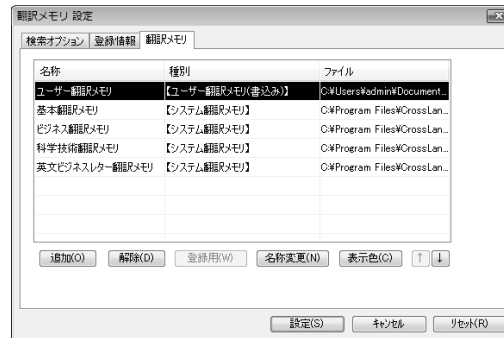 翻訳メモリ 設定
検索オプション 登録情報 翻訳メモリ
名称 種別 ファイル
ユーザー翻訳メモリ 【ユーザー翻訳メモリ(書込み)】 C:¥Users¥admin¥Document...
基本翻訳メモリ 【システム翻訳メモリ】 C:¥Program Files¥CrossLan...
ビジネス翻訳メモリ 【システム翻訳メモリ】 C:¥Program Files¥CrossLan...
科学技術翻訳メモリ 【システム翻訳メモリ】 C:¥Program Files¥CrossLan...
英文ビジネスレター翻訳メモリ 【システム翻訳メモリ】 C:¥Program Files¥CrossLan...
追加(O) 解除(D) 登録用(W) 名称変更(N) 表示色(C) ↑ ↓
設定(S) キャンセル リセット(R)